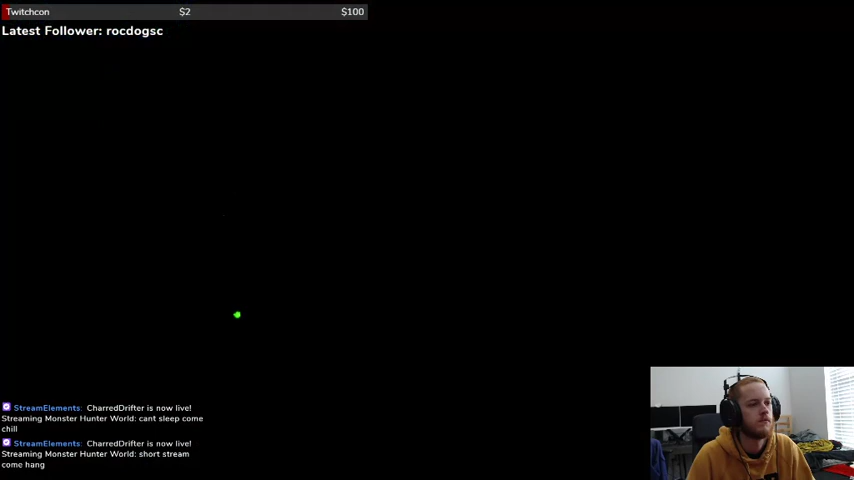 Twitchcon $2 $100
Latest Follower: rocdogsc
StreamElements: CharredDrifter is now live!
Streaming Monster Hunter World: cant sleep come
chill
StreamElements: CharredDrifter is now live!
Streaming Monster Hunter World: short stream
come hang